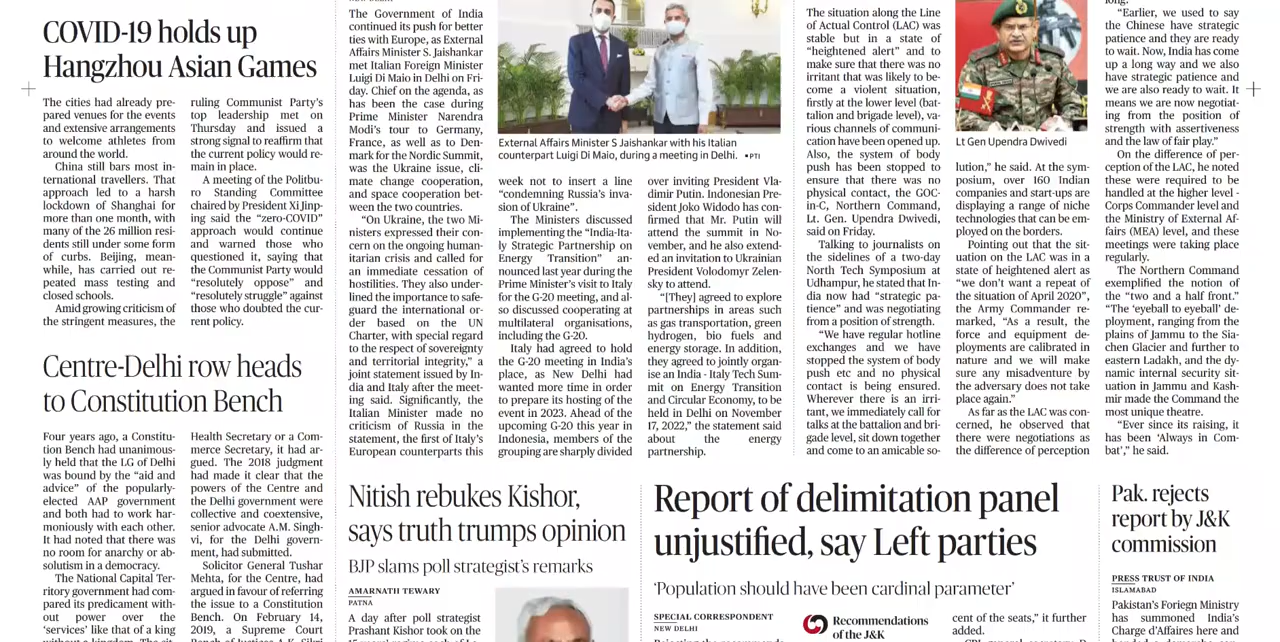 COVID-19 holds up
Hangzhou Asian Games
The cities had already pre-
pared venues for the events
and extensive arrangements
to welcome athletes from
around the world.
China still bars most in-
ternational travellers. That
approach led to a harsh
lockdown of Shanghai for
more than one month, with
many of the 26 million resi-
dents still under some form
of curbs. Beijing, mean-
while, has carried out re-
peated mass testing and
closed schools.
Amid growing criticism of
the stringent measures, the
ruling Communist Party's
top leadership met on
Thursday and issued a
strong signal to reaffirm that
the current policy would re-
main in place.
A meeting of the Politbu-
ro Standing Committee
chaired by President Xi Jinp-
ing said the "zero-COVID"
approach would continue
and warned those who
questioned it, saying that
the Communist Party would
"resolutely oppose" and
"resolutely struggle" against
those who doubted the cur-
rent policy.
Centre-Delhi row heads
to Constitution Bench
Four years ago, a Constitu-
tion Bench had unanimous-
ly held that the LG of Delhi
was bound by the "aid and
advice" of the popularly-
elected AAP government
and both had to work har-
moniously with each other.
It had noted that there was
no room for anarchy or ab-
solutism in a democracy.
The National Capital Ter-
ritory government had com-
pared its predicament with-
out power over the
'services' like that of a king
Health Secretary or a Com-
merce Secretary, it had ar-
gued. The 2018 judgment
had made it clear that the
powers of the Centre and
the Delhi government were
collective and coextensive,
senior advocate A.M. Singh-
vi, for the Delhi govern-
ment, had submitted.
Solicitor General Tushar
Mehta, for the Centre, had
argued in favour of referring
the issue to a Constitution
Bench. On February 14,
2019, a Supreme Court
The Government of India
continued its push for better
ties with Europe, as External
Affairs Minister S. Jaishankar
met Italian Foreign Minister
Luigi Di Maio in Delhi on Fri-
day. Chief on the agenda, as
has been the case during
Prime Minister Narendra
Modi's tour to Germany,
France, as well as to Den-
mark for the Nordic Summit,
was the Ukraine issue, cli-
mate change cooperation,
and space cooperation bet-
ween the two countries.
"On Ukraine, the two Mi-
nisters expressed their con-
cern on the ongoing human-
itarian crisis and called for
an immediate cessation of
hostilities. They also under-
lined the importance to safe-
guard the international or-
der based on the UN
Charter, with special regard
to the respect of sovereignty
and territorial integrity," a
joint statement issued by In-
dia and Italy after the meet-
ing said. Significantly, the
Italian Minister made no
criticism of Russia in the
statement, the first of Italy's
European counterparts this
External Affairs Minister S Jaishankar with his Italian
counterpart Luigi Di Maio, during a meeting in Delhi. • PTI
week not to insert a line
"condemning Russia's inva-
sion of Ukraine".
The Ministers discussed
implementing the "India-Ita-
ly Strategic Partnership on
Energy Transition" an-
nounced last year during the
Prime Minister's visit to Italy
for the G-20 meeting, and al-
so discussed cooperating at
multilateral organisations,
including the G-20.
Italy had agreed to hold
the G-20 meeting in India's
place, as New Delhi had
wanted more time in order
to prepare its hosting of the
event in 2023. Ahead of the
upcoming G-20 this year in
Indonesia, members of the
grouping are sharply divided
over inviting President Vla-
dimir Putin. Indonesian Pre-
sident Joko Widodo has con-
firmed that Mr. Putin will
attend the summit in No-
vember, and he also extend-
ed an invitation to Ukrainian
President Volodomyr Zelen-
sky to attend.
"[They] agreed to explore
partnerships in areas such
as gas transportation, green
hydrogen, bio fuels and
energy storage. In addition,
they agreed to jointly organ-
ise an India - Italy Tech Sum-
mit on Energy Transition
and Circular Economy, to be
held in Delhi on November
17, 2022," the statement said
about the energy
partnership.
The situation along the Line
of Actual Control (LAC) was
stable but in a state of
"heightened alert" and to
make sure that there was no
irritant that was likely to be-
come a violent situation,
firstly at the lower level (bat-
talion and brigade level), va-
rious channels of communi-
cation have been opened up.
Also, the system of body
push has been stopped to
ensure that there was no
physical contact, the GOC-
in-C, Northern Command,
Lt. Gen. Upendra Dwivedi,
said on Friday.
Talking to journalists on
the sidelines of a two-day
North Tech Symposium at
Udhampur, he stated that In-
dia now had "strategic pa-
tience" and was negotiating
from a position of strength.
"We have regular hotline
exchanges and we have
stopped the system of body
push etc and no physical
contact is being ensured.
Wherever there is an irri-
tant, we immediately call for
talks at the battalion and bri-
gade level, sit down together
and come to an amicable so-
Lt Gen Upendra Dwivedi
lution," he said. At the sym-
posium, over 160 Indian
companies and start-ups are
displaying a range of niche
technologies that can be em-
ployed on the borders.
Pointing out that the sit-
uation on the LAC was in a
state of heightened alert as
"we don't want a repeat of
the situation of April 2020",
the Army Commander re-
marked, "As a result, the
force and equipment de-
ployments are calibrated in
nature and we will make
sure any misadventure by
the adversary does not take
place again."
As far as the LAC was con-
cerned, he observed that
there were negotiations as
the difference of perception
long.
"Earlier, we used to say
the Chinese have strategic
patience and they are ready
to wait. Now, India has come
up a long way and we also
have strategic patience and
we are also ready to wait. It
means we are now negotiat-
ing from the position of
strength with assertiveness
and the law of fair play."
On the difference of per-
ception of the LAC, he noted
these were required to be
handled at the higher level -
Corps Commander level and
the Ministry of External Af-
fairs (MEA) level, and these
meetings were taking place
regularly.
The Northern Command
exemplified the notion of
the "two and a half front."
"The 'eyeball to eyeball' de-
ployment, ranging from the
plains of Jammu to the Sia-
chen Glacier and further to
eastern Ladakh, and the dy-
namic internal security sit-
uation in Jammu and Kash-
mir made the Command the
most unique theatre.
"Ever since its raising, it
has been 'Always in Com-
bat'," he said.
Nitish rebukes Kishor,
says truth trumps opinion
BJP slams poll strategist's remarks
AMARNATH TEWARY
PATNA
A day after poll strategist
Prashant Kishor took on the
Report of delimitation panel
unjustified, say Left parties
'Population should have been cardinal parameter'
SPECIAL CORRESPONDENT
NEW DELHI
Recommendations
of the J&K
cent of the seats," it further
added.
Pak. rejects
report by J&K
commission
PRESS TRUST OF INDIA
ISLAMABAD
Pakistan's Foriegn Ministry
has summoned India's
Charge d'Affaires here and